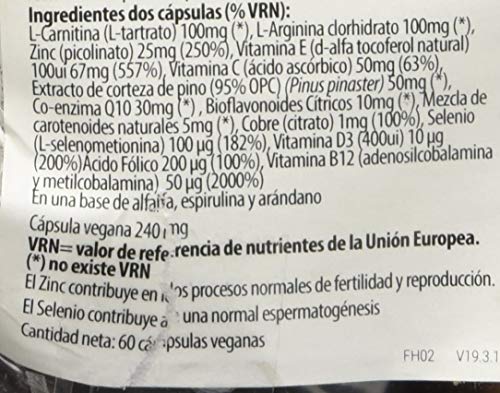 Ingredientes dos cápsulas (% VRN):
L-Carnitina (L-tartrato) 100mg (*), L-Arginina clorhidrato 100mg (*),
Zinc (picolinato) 25mg (250%), Vitamina E (d-alfa tocoferol natural)
100ui 67mg (557%), Vitamina C (ácido ascórbico) 50mg (63%),
Extracto de corteza de pino (95% OPC) (Pinus pinaster) 50mg (*),
Co-enzima Q10 30mg (*), Bioflavonoides Cítricos 10mg (*), Mezcla de
carotenoides naturales 5mg (*), Cobre (citrato) 1mg (100%), Selenio
(L-selenometionina) 100 µg (182%), Vitamina D3 (400ui) 10 µg
(200%)Ácido Fólico 200 µg (100%), Vitamina B12 (adenosilcobalamina
y metilcobalamina) 50 µg (2000%)
En una base de alfalfa, espirulina y arándano
Cápsula vegana 240 mg
VRN= valor de referencia de nutrientes de la Unión Europea.
(*) no existe VRN
El Zinc contribuye en los procesos normales de fertilidad y reproducción.
El Selenio contribuye a una normal espermatogénesis
Cantidad neta: 60 cápsulas veganas
FH02 V19.3.1